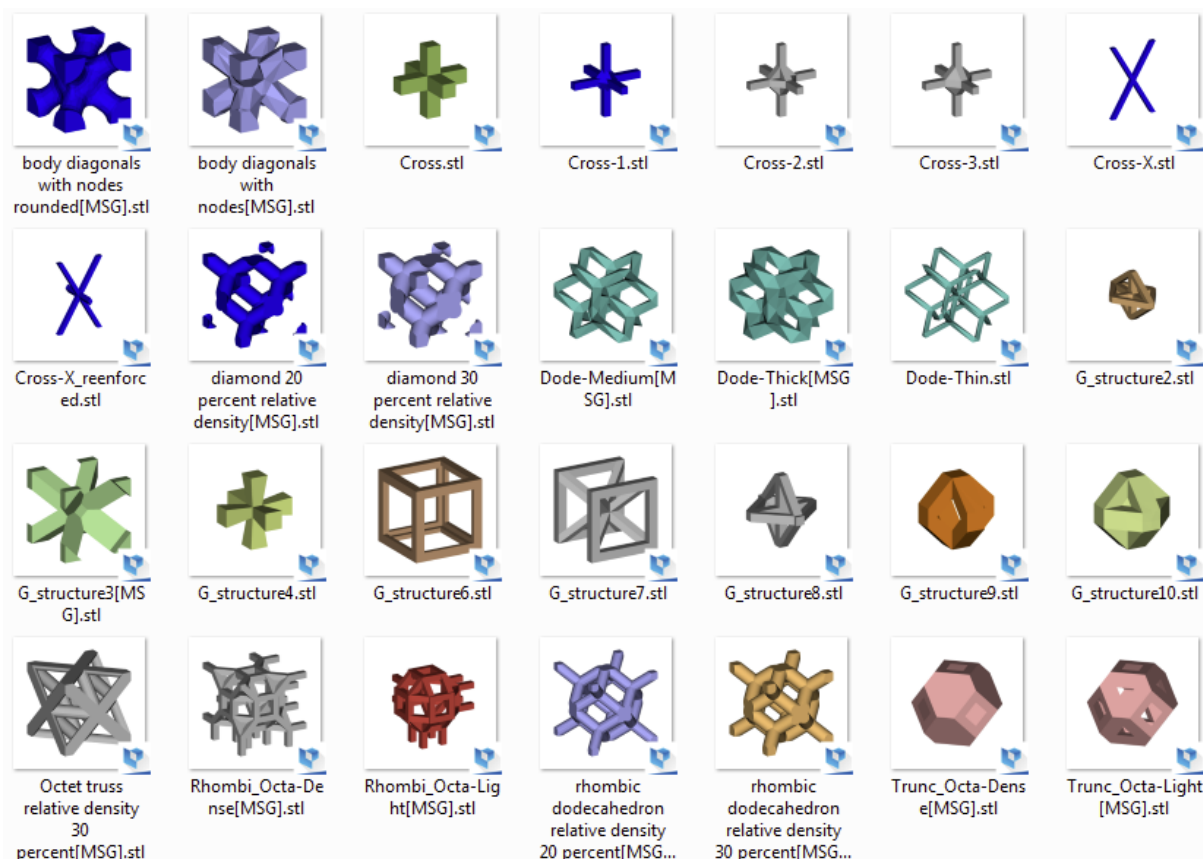 body diagonals
with nodes
rounded[MSG].stl
body diagonals
with
nodes[MSG].stl
Cross.stl
Cross-1.stl
Cross-2.stl
Cross-3.stl
Cross-X.stl
Cross-X_reenforc
ed.stl
diamond 20
percent relative
density[MSG].stl
diamond 30
percent relative
density[MSG].stl
Dode-Medium[M
SG].stl
Dode-Thick[MSG
].stl
Dode-Thin.stl
G_structure2.stl
G_structure3[MS
G].stl
G_structure4.stl
G_structure6.stl
G_structure7.stl
G_structure8.stl
G_structure9.stl
G_structure10.stl
Octet truss
relative density
30
percent[MSG].stl
Rhombi_Octa-De
nse[MSG].stl
Rhombi_Octa-Lig
ht[MSG].stl
rhombic
dodecahedron
relative density
20 percent[MSG...
rhombic
dodecahedron
relative density
30 percent[MSG...
Trunc_Octa-Dens
e[MSG].stl
Trunc_Octa-Light
[MSG].stl